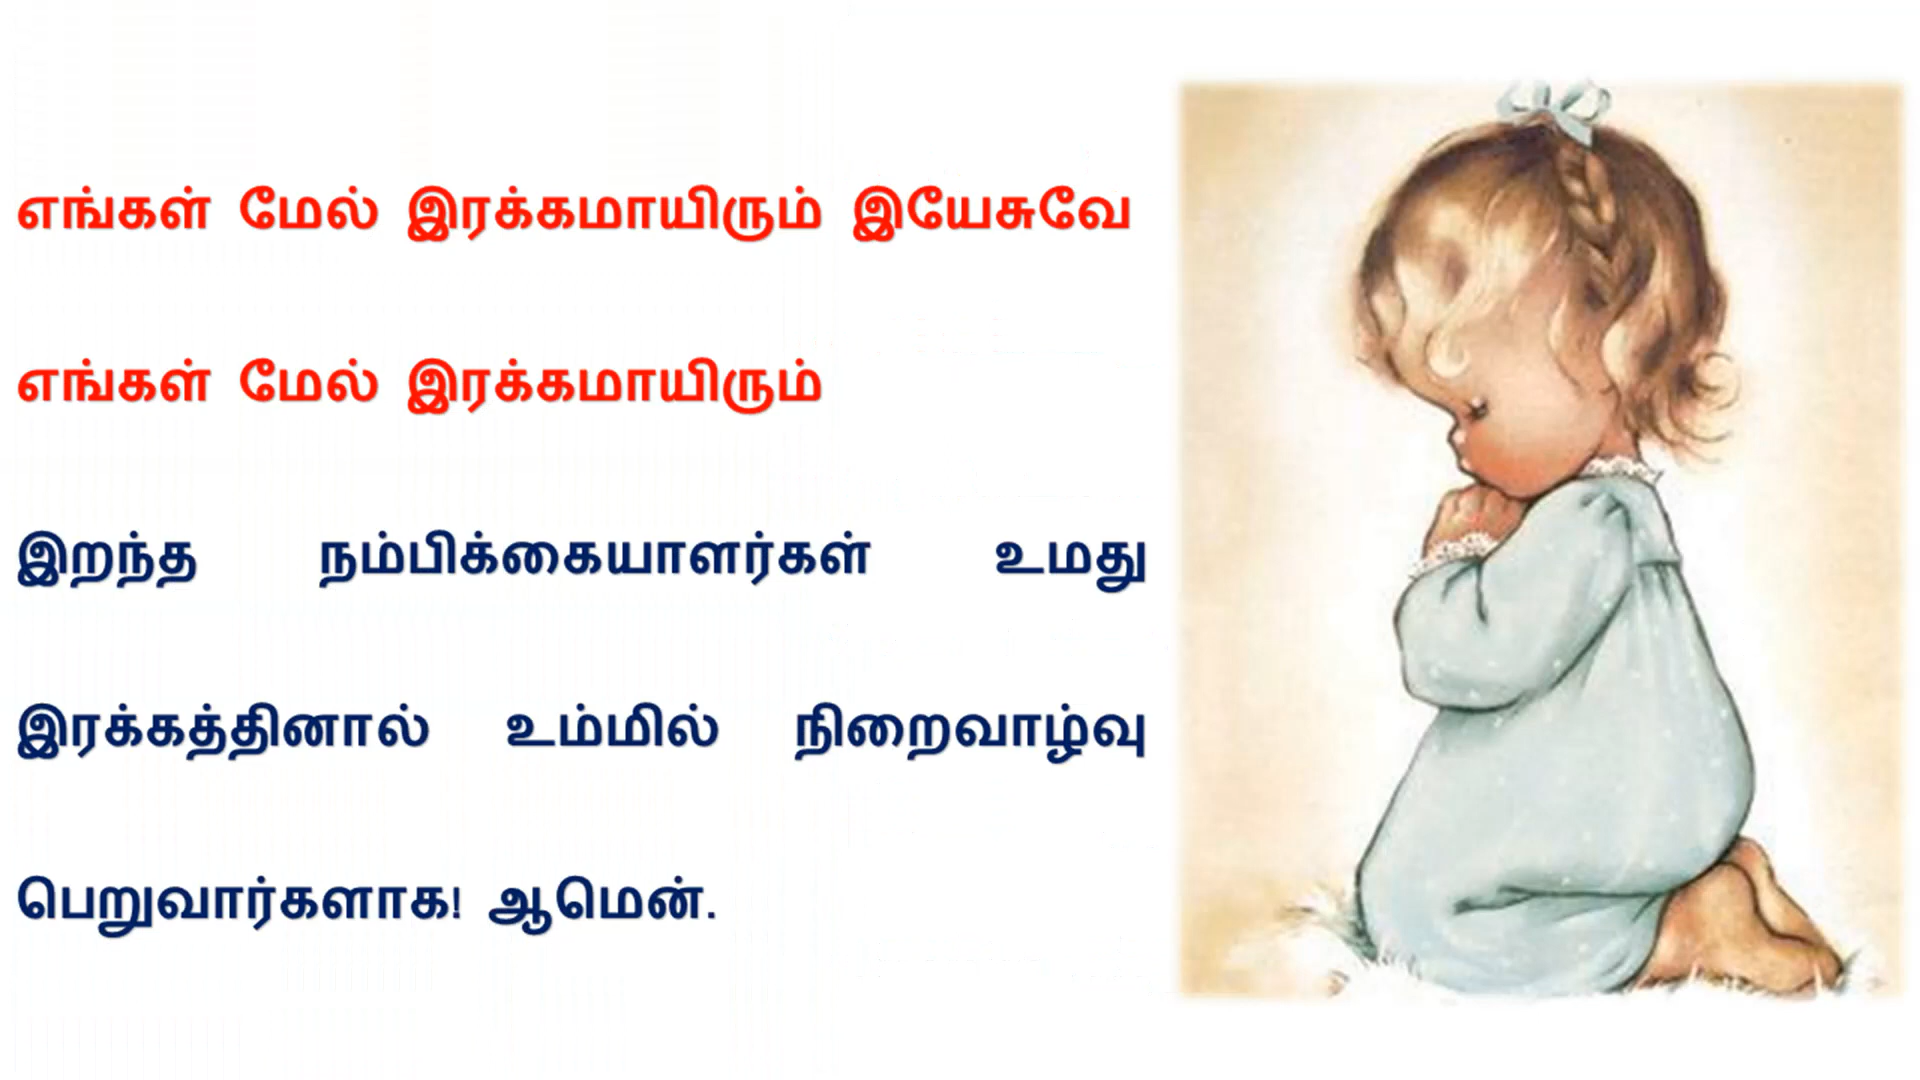 எங்கள் மேல் இரக்கமாயிரும் இயேசுவே
எங்கள் மேல் இரக்கமாயிரும்
இறந்த நம்பிக்கையாளர்கள் உமது
இரக்கத்தினால் உம்மில் நிறைவாழ்வு
பெறுவார்களாக! ஆமென்.